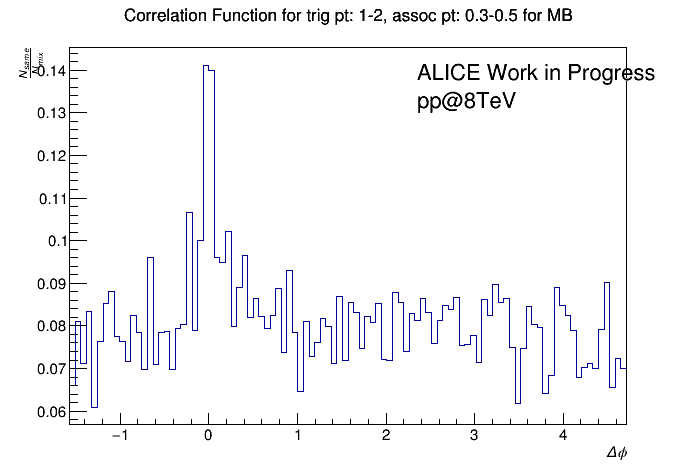 Correlation Function for trig pt: 1-2, assoc pt: 0.3-0.5 for MB
N_same
N_mix
ALICE Work in Progress
pp@8TeV
0.14
0.13
0.12
0.11
0.1
0.09
0.08
0.07
0.06
−1 0 1 2 3 4
Δϕ